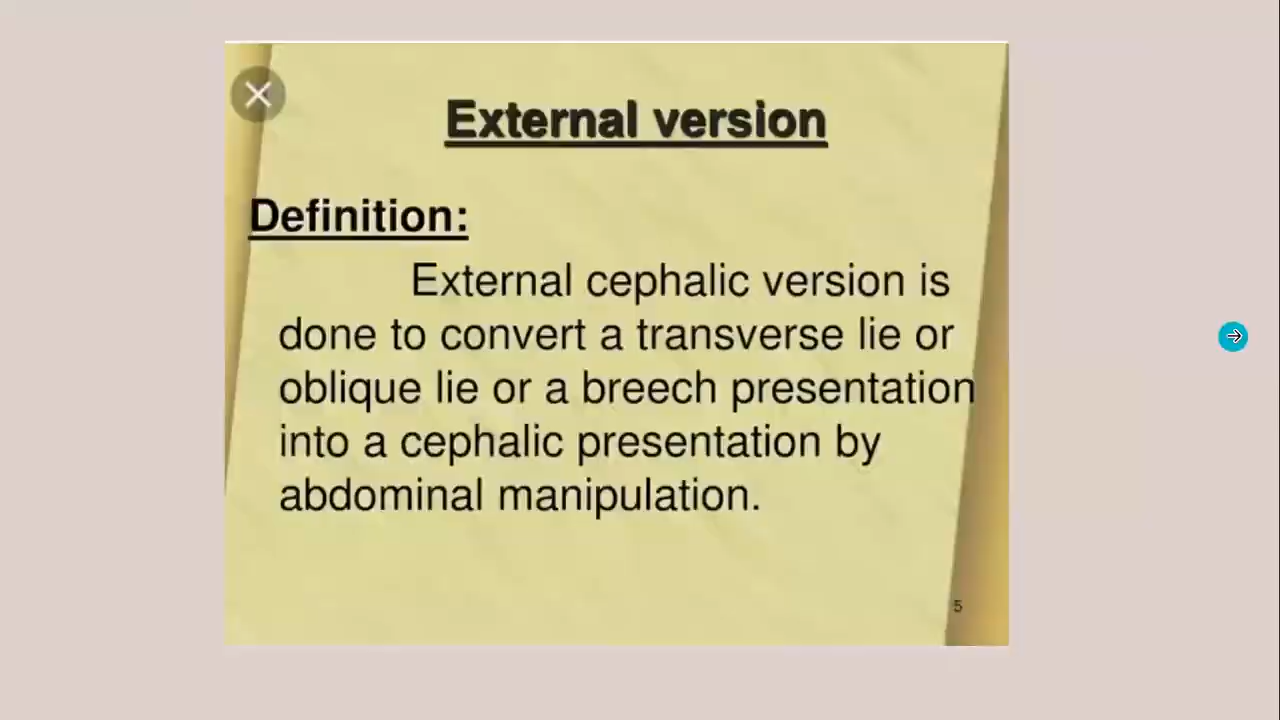 External version
Definition:
External cephalic version is
done to convert a transverse lie or
oblique lie or a breech presentation
into a cephalic presentation by
abdominal manipulation.
5